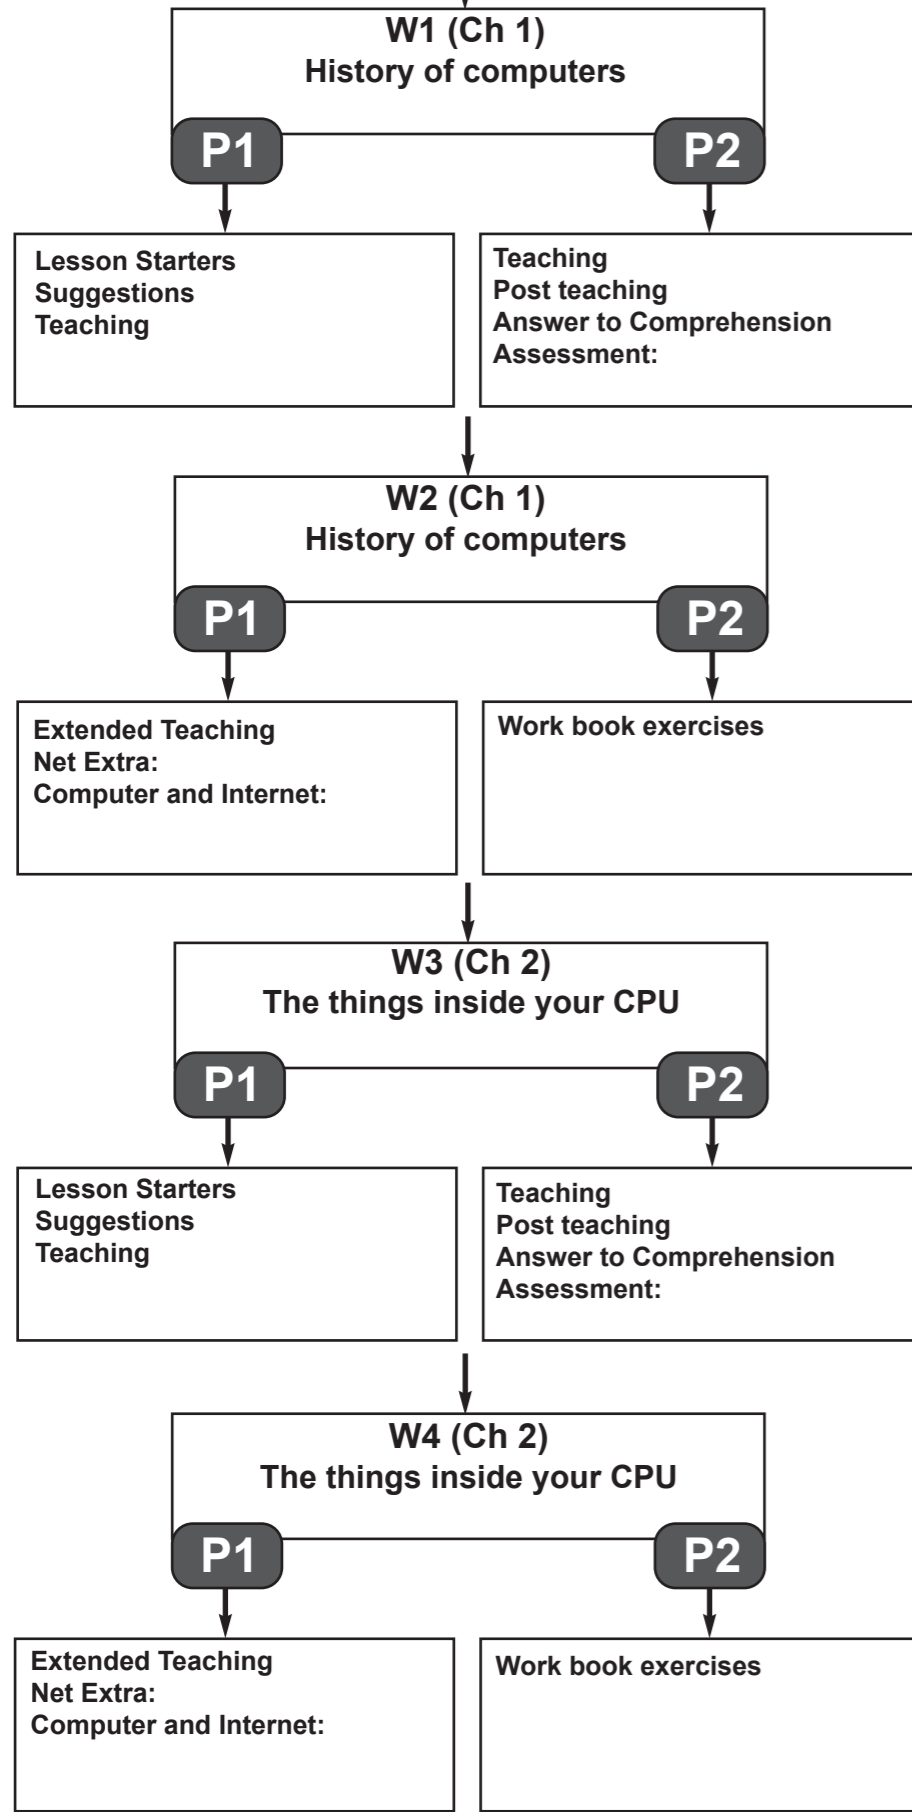 W1 (Ch 1)
History of computers
P1
P2
Lesson Starters
Suggestions
Teaching
Teaching
Post teaching
Answer to Comprehension
Assessment:
W2 (Ch 1)
History of computers
P1
P2
Extended Teaching
Net Extra:
Computer and Internet:
Work book exercises
W3 (Ch 2)
The things inside your CPU
P1
P2
Lesson Starters
Suggestions
Teaching
Teaching
Post teaching
Answer to Comprehension
Assessment:
W4 (Ch 2)
The things inside your CPU
P1
P2
Extended Teaching
Net Extra:
Computer and Internet:
Work book exercises